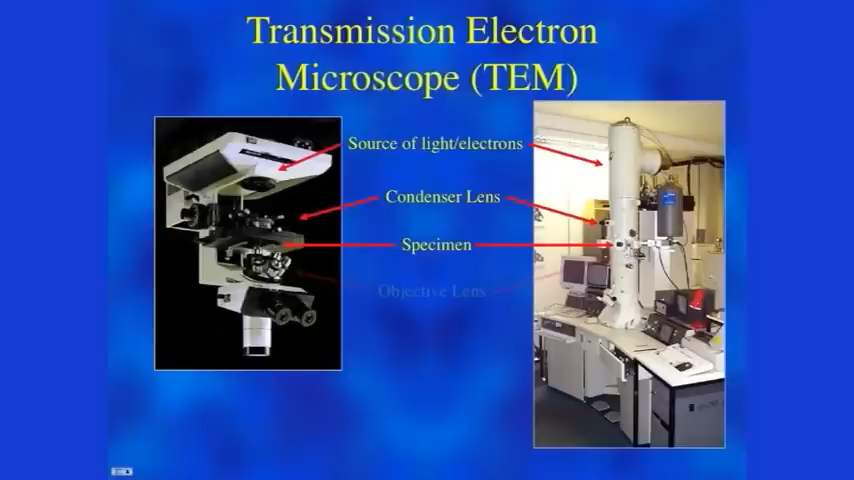 Transmission Electron
Microscope (TEM)
Source of light/electrons
Condenser Lens
Specimen
Objective Lens